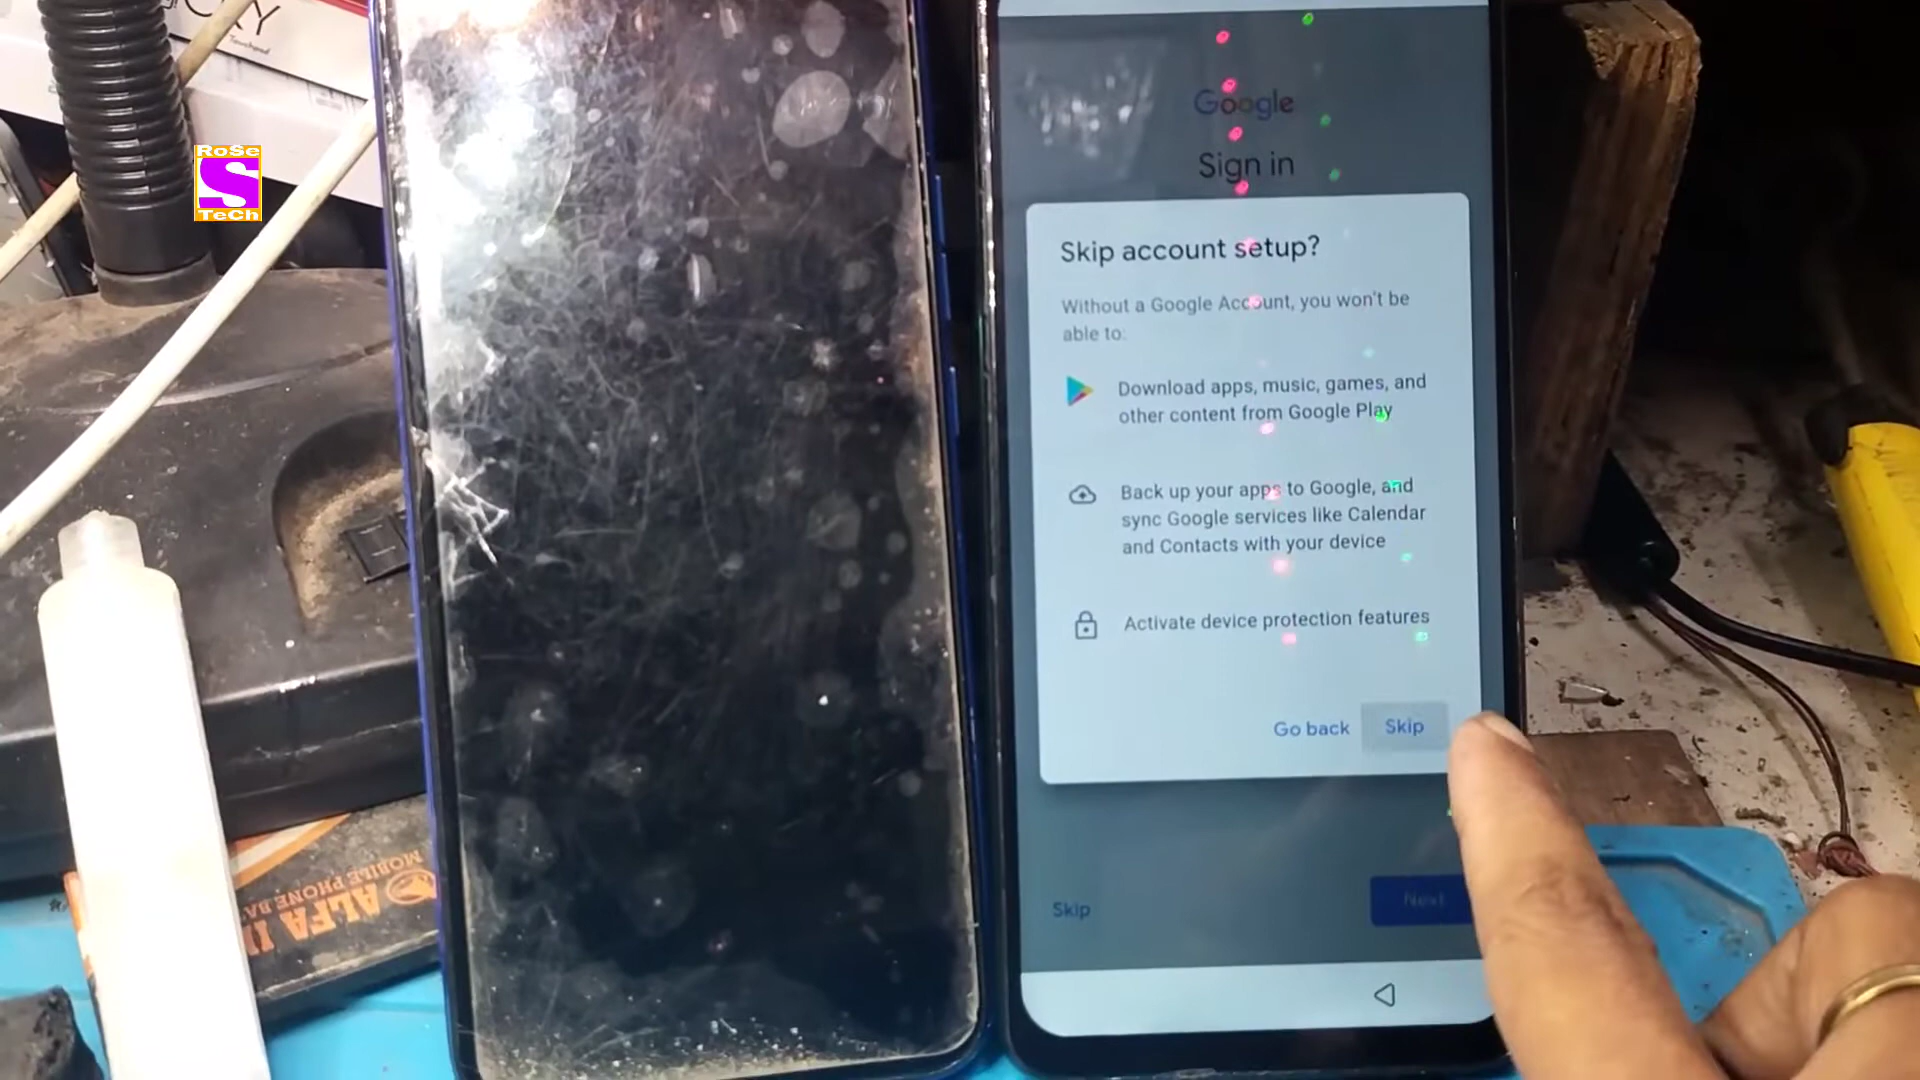 Touchpad
RoSe
S
TeCh
Google
Sign in
Skip account setup?
Without a Google Account, you won't be
able to:
Download apps, music, games, and
other content from Google Play
Back up your apps to Google, and
sync Google services like Calendar
and Contacts with your device
Activate device protection features
Go back Skip
Skip Next
ALFA
MOBILE PHONE BA